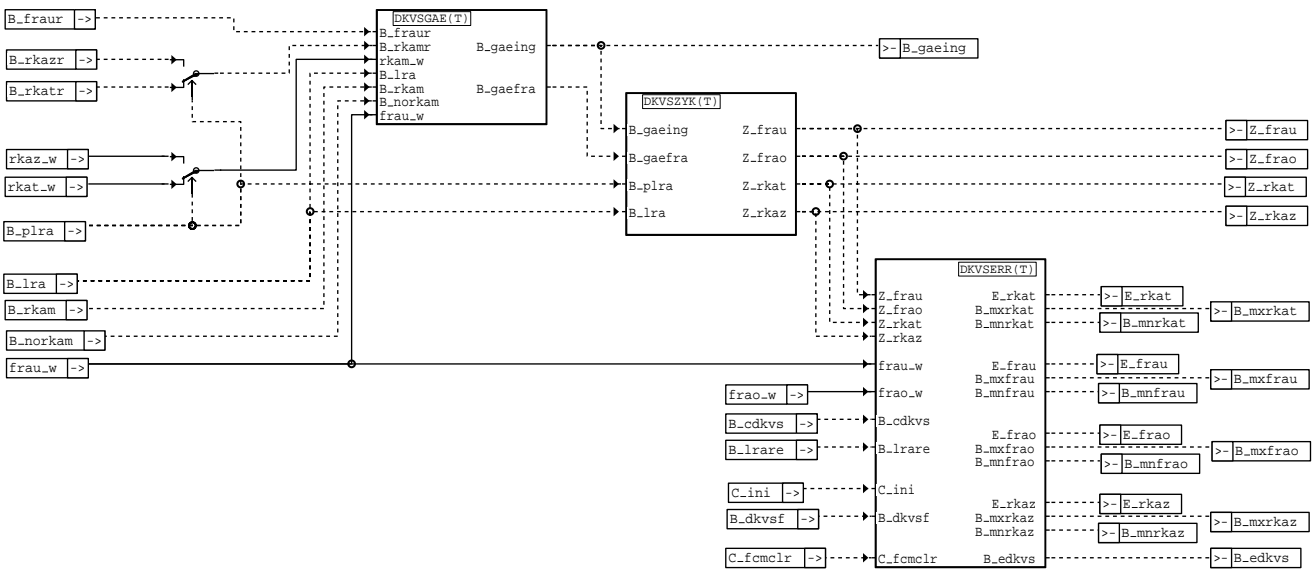 B_fraur ->
B_rkazr ->
B_rkatr ->
rkaz_w ->
rkat_w ->
B_plra ->
B_lra ->
B_rkam ->
B_norkam ->
frau_w ->
DKVSGAE(T)
B_fraur
B_rkamr
rkam_w
B_lra
B_rkam
B_norkam
frau_w
B_gaeing
B_gaefra
>- B_gaeing
DKVSZYK(T)
B_gaeing
B_gaefra
B_plra
B_lra
Z_frau
Z_frao
Z_rkat
Z_rkaz
>- Z_frau
>- Z_frao
>- Z_rkat
>- Z_rkaz
frao_w ->
B_cdkvs ->
B_lrare ->
C_ini ->
B_dkvsf ->
C_fcmclr ->
DKVSERR(T)
Z_frau
Z_frao
Z_rkat
Z_rkaz
frau_w
frao_w
B_cdkvs
B_lrare
C_ini
B_dkvsf
C_fcmclr
E_rkat
B_mxrkat
B_mnrkat
E_frau
B_mxfrau
B_mnfrau
E_frao
B_mxfrao
B_mnfrao
E_rkaz
B_mxrkaz
B_mnrkaz
B_edkvs
>- E_rkat
>- B_mxrkat
>- B_mnrkat
>- E_frau
>- B_mxfrau
>- B_mnfrau
>- E_frao
>- B_mxfrao
>- B_mnfrao
>- E_rkaz
>- B_mxrkaz
>- B_mnrkaz
>- B_edkvs